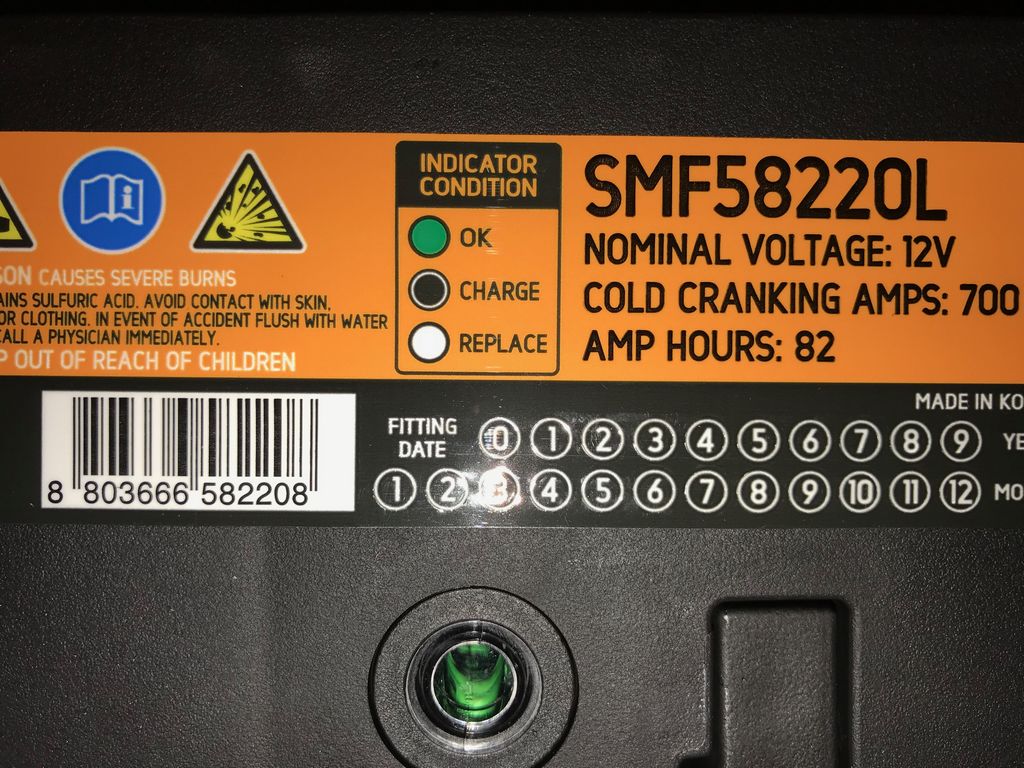 INDICATOR
CONDITION
OK
CHARGE
REPLACE
SMF58220L
NOMINAL VOLTAGE: 12V
COLD CRANKING AMPS: 700
AMP HOURS: 82
CAUSES SEVERE BURNS
SULFURIC ACID. AVOID CONTACT WITH SKIN,
OR CLOTHING. IN EVENT OF ACCIDENT FLUSH WITH WATER
CALL A PHYSICIAN IMMEDIATELY.
OUT OF REACH OF CHILDREN
MADE IN
8 803666 582208
FITTING
DATE
0 1 2 3 4 5 6 7 8 9
1 2 3 4 5 6 7 8 9 10 11 12